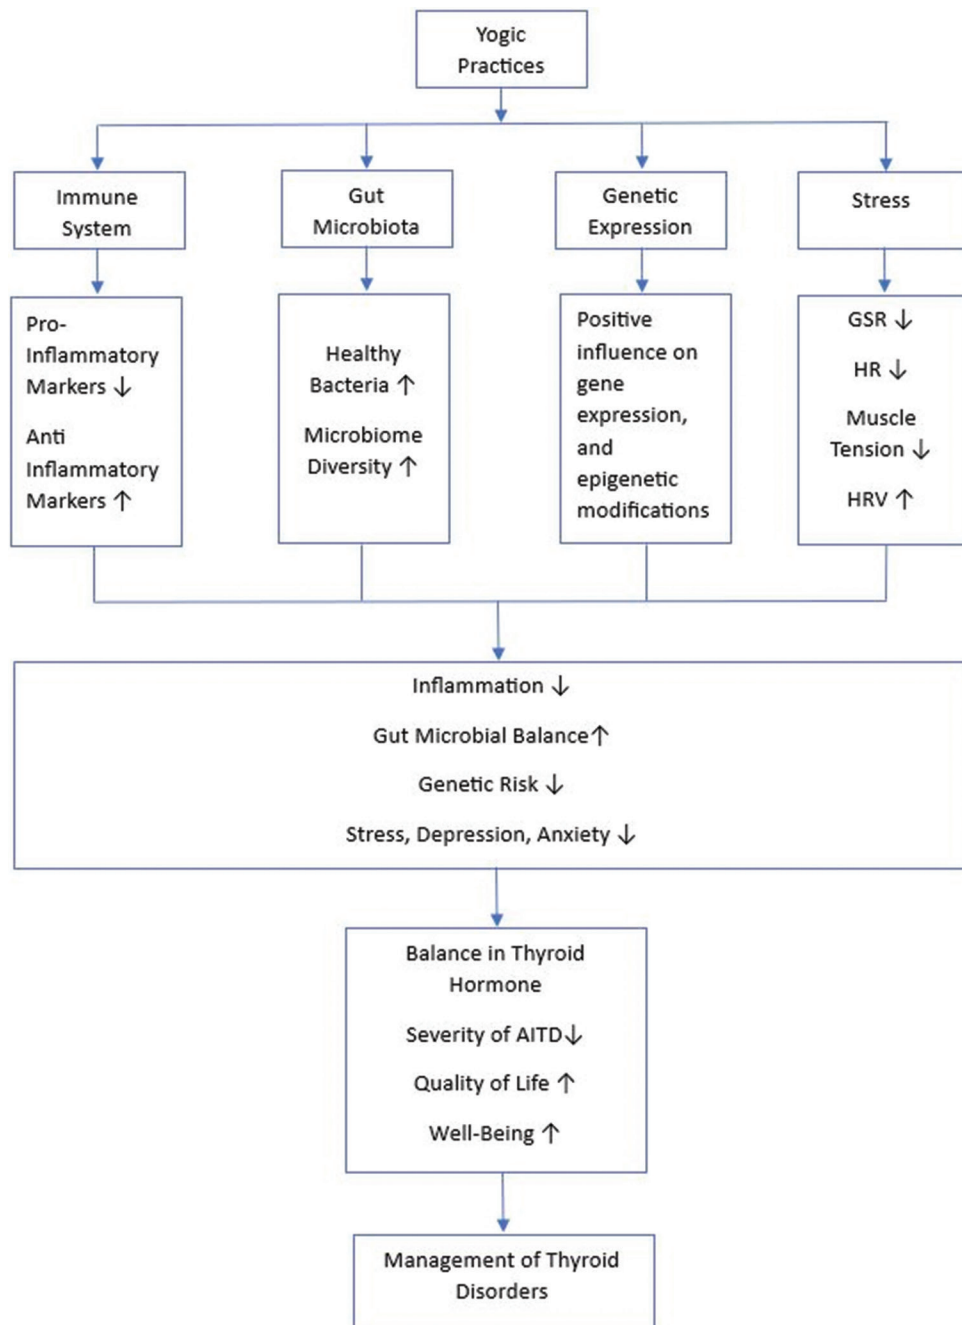 Yogic
Practices
Immune
System
Gut
Microbiota
Genetic
Expression
Stress
Pro-
Inflammatory
Markers ↓
Anti
Inflammatory
Markers ↑
Healthy
Bacteria ↑
Microbiome
Diversity ↑
Positive
influence on
gene
expression,
and
epigenetic
modifications
GSR ↓
HR ↓
Muscle
Tension ↓
HRV ↑
Inflammation ↓
Gut Microbial Balance↑
Genetic Risk ↓
Stress, Depression, Anxiety ↓
Balance in Thyroid
Hormone
Severity of AITD↓
Quality of Life ↑
Well-Being ↑
Management of Thyroid
Disorders